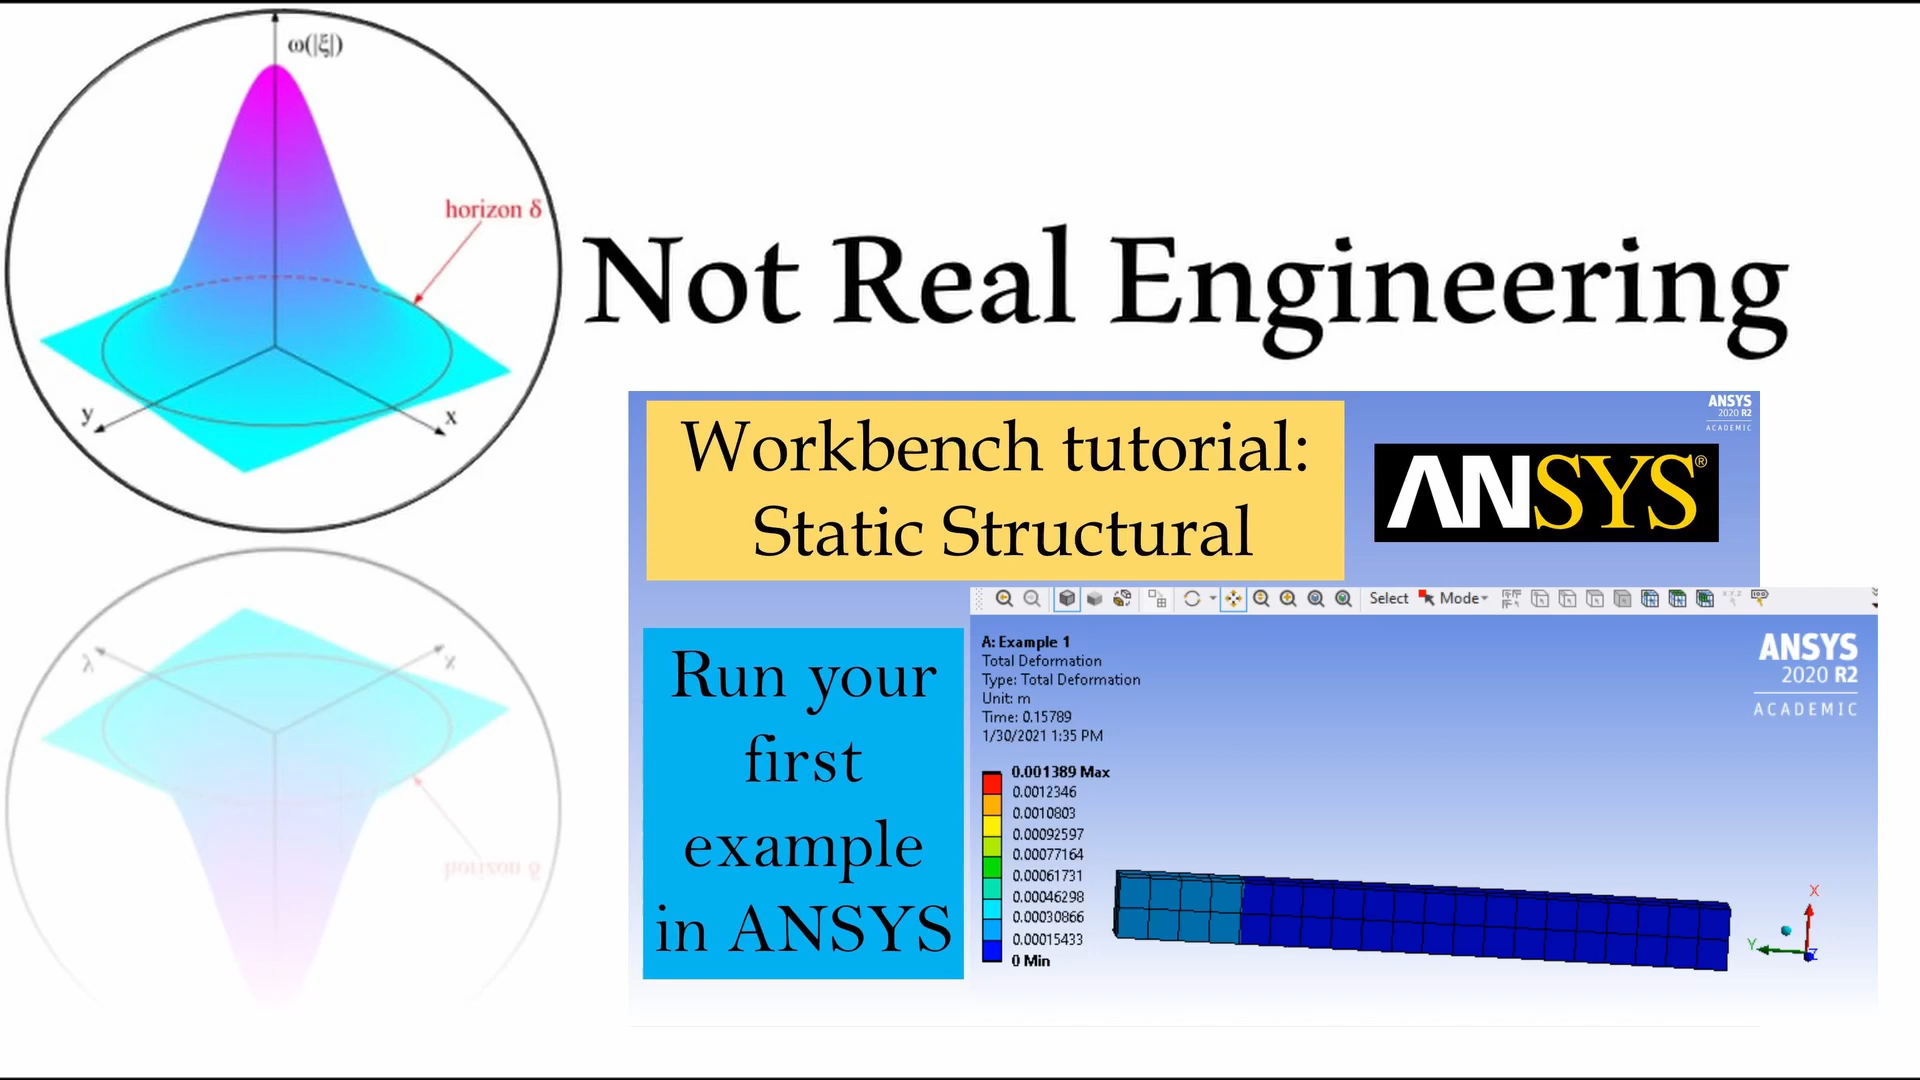 ω(|ξ|)
horizon δ
y
x
Not Real Engineering
ANSYS
2020 R2
ACADEMIC
Workbench tutorial:
Static Structural
ANSYS®
Select
Mode
Run your
first
example
in ANSYS
A: Example 1
Total Deformation
Type: Total Deformation
Unit: m
Time: 0.15789
1/30/2021 1:35 PM
0.001389 Max
0.0012346
0.0010803
0.00092597
0.00077164
0.00061731
0.00046298
0.00030866
0.00015433
0 Min
ANSYS
2020 R2
ACADEMIC
X
Y
Z
y
x
horizon δ